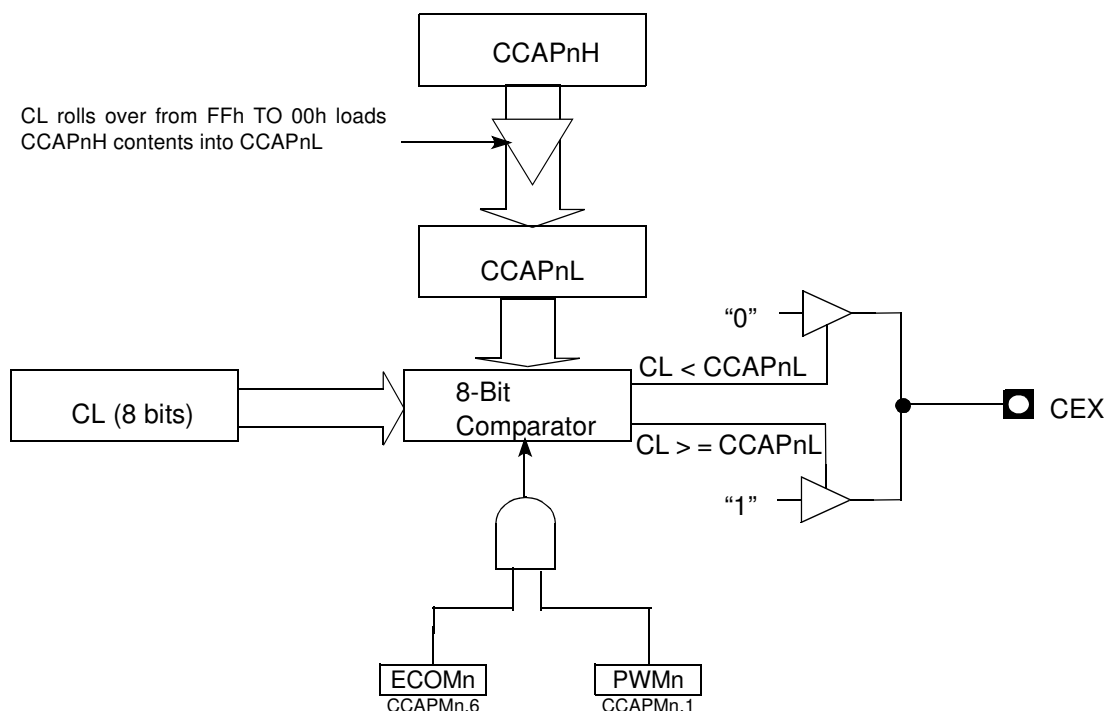 CCAPnH
CL rolls over from FFh TO 00h loads
CCAPnH contents into CCAPnL
CCAPnL
“0”
CL < CCAPnL
CL (8 bits)
8-Bit
Comparator
CEX
CL > = CCAPnL
“1”
ECOMn
CCAPMn.6
PWMn
CCAPMn.1